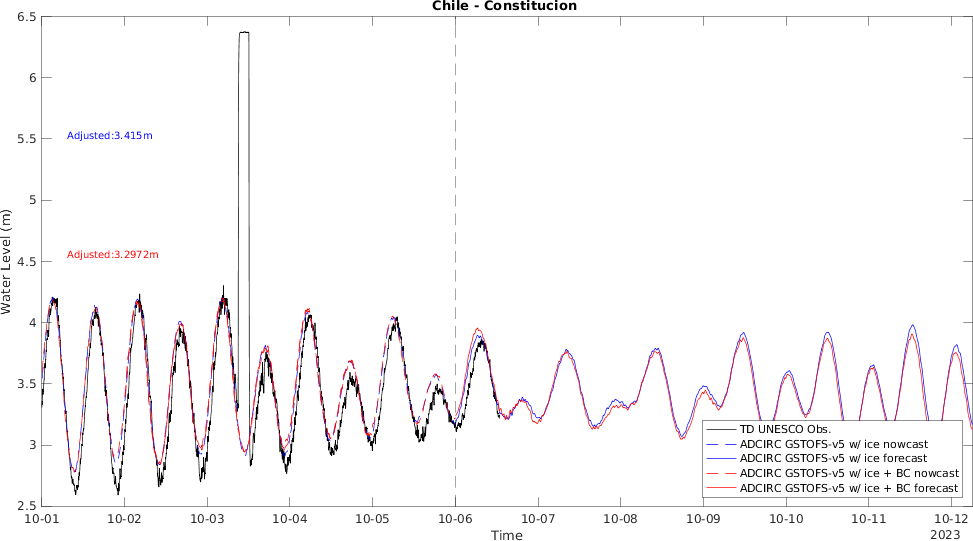 Chile - Constitucion
6.5
6
5.5
5
4.5
4
3.5
3
2.5
Water Level (m)
Adjusted:3.415m
Adjusted:3.2972m
TD UNESCO Obs.
ADCIRC GSTOFS-v5 w/ ice nowcast
ADCIRC GSTOFS-v5 w/ ice forecast
ADCIRC GSTOFS-v5 w/ ice + BC nowcast
ADCIRC GSTOFS-v5 w/ ice + BC forecast
10-01 10-02 10-03 10-04 10-05 10-06 10-07 10-08 10-09 10-10 10-11 10-12
2023
Time